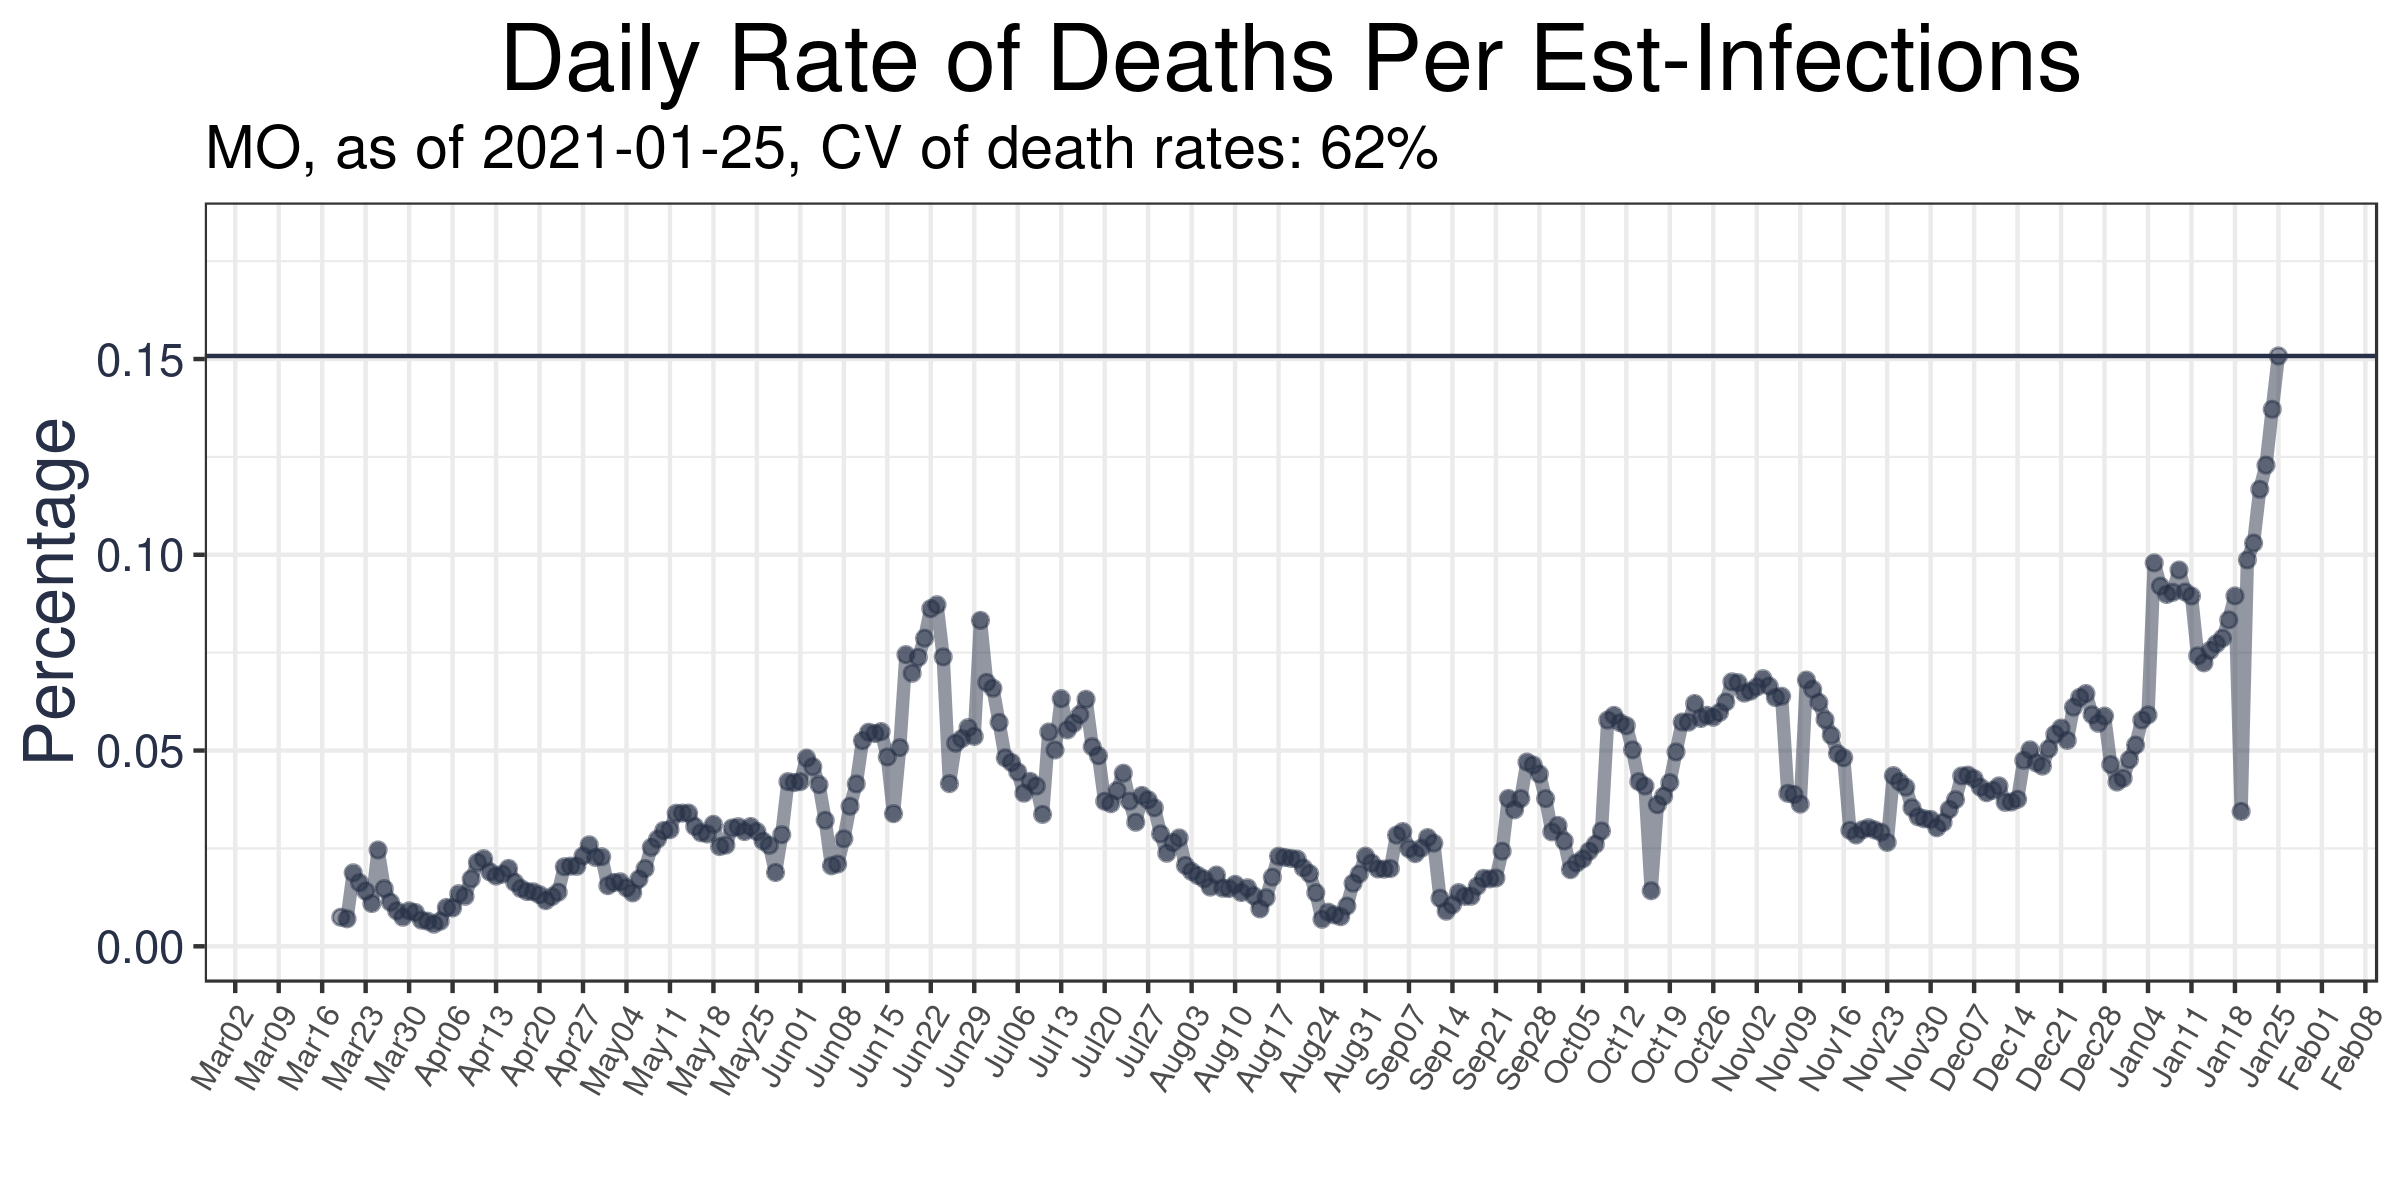 Daily Rate of Deaths Per Est-Infections
MO, as of 2021-01-25, CV of death rates: 62%
Percentage
0.15
0.10
0.05
0.00
Mar02 Mar09 Mar16 Mar23 Mar30 Apr06 Apr13 Apr20 Apr27 May04 May11 May18 May25 Jun01 Jun08 Jun15 Jun22 Jun29 Jul06 Jul13 Jul20 Jul27 Aug03 Aug10 Aug17 Aug24 Aug31 Sep07 Sep14 Sep21 Sep28 Oct05 Oct12 Oct19 Oct26 Nov02 Nov09 Nov16 Nov23 Nov30 Dec07 Dec14 Dec21 Dec28 Jan04 Jan11 Jan18 Jan25 Feb01 Feb08